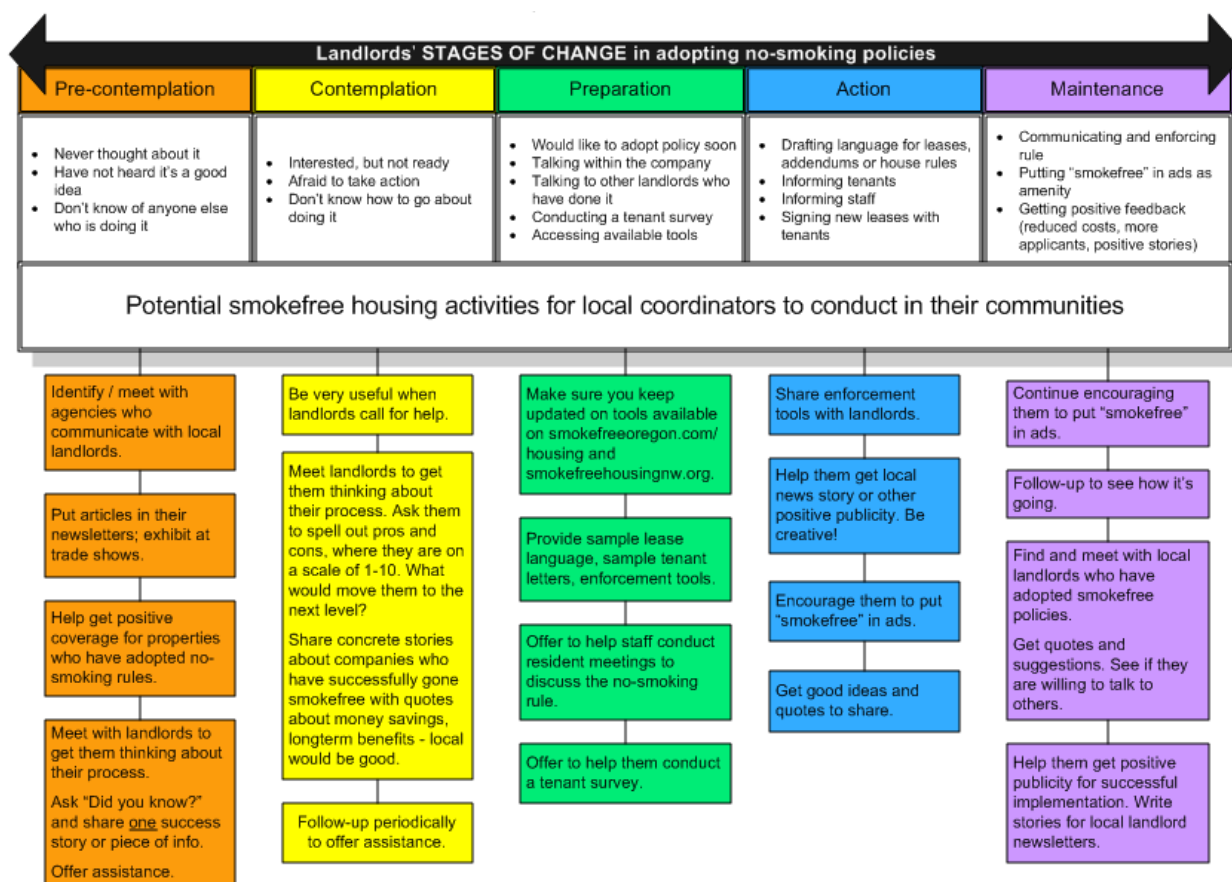 Landlords' STAGES OF CHANGE in adopting no-smoking policies
Pre-contemplation
Contemplation
Preparation
Action
Maintenance
• Never thought about it
• Have not heard it's a good
idea
• Don't know of anyone else
who is doing it
• Interested, but not ready
• Afraid to take action
• Don't know how to go about
doing it
• Would like to adopt policy soon
• Talking within the company
• Talking to other landlords who
have done it
• Conducting a tenant survey
• Accessing available tools
• Drafting language for leases,
addendums or house rules
• Informing tenants
• Informing staff
• Signing new leases with
tenants
• Communicating and enforcing
rule
• Putting "smokefree" in ads as
amenity
• Getting positive feedback
(reduced costs, more
applicants, positive stories)
Potential smokefree housing activities for local coordinators to conduct in their communities
Identify / meet with
agencies who
communicate with local
landlords.
Put articles in their
newsletters; exhibit at
trade shows.
Help get positive
coverage for properties
who have adopted no-
smoking rules.
Meet with landlords to
get them thinking about
their process.
Ask "Did you know?"
and share one success
story or piece of info.
Offer assistance.
Be very useful when
landlords call for help.
Meet landlords to get
them thinking about
their process. Ask them
to spell out pros and
cons, where they are on
a scale of 1-10. What
would move them to the
next level?
Share concrete stories
about companies who
have successfully gone
smokefree with quotes
about money savings,
longterm benefits - local
would be good.
Follow-up periodically
to offer assistance.
Make sure you keep
updated on tools available
on smokefreeoregon.com/
housing and
smokefreehousingnw.org.
Provide sample lease
language, sample tenant
letters, enforcement tools.
Offer to help staff conduct
resident meetings to
discuss the no-smoking
rule.
Offer to help them conduct
a tenant survey.
Share enforcement
tools with landlords.
Help them get local
news story or other
positive publicity. Be
creative!
Encourage them to put
"smokefree" in ads.
Get good ideas and
quotes to share.
Continue encouraging
them to put "smokefree"
in ads.
Follow-up to see how it's
going.
Find and meet with local
landlords who have
adopted smokefree
policies.
Get quotes and
suggestions. See if they
are willing to talk to
others.
Help them get positive
publicity for successful
implementation. Write
stories for local landlord
newsletters.